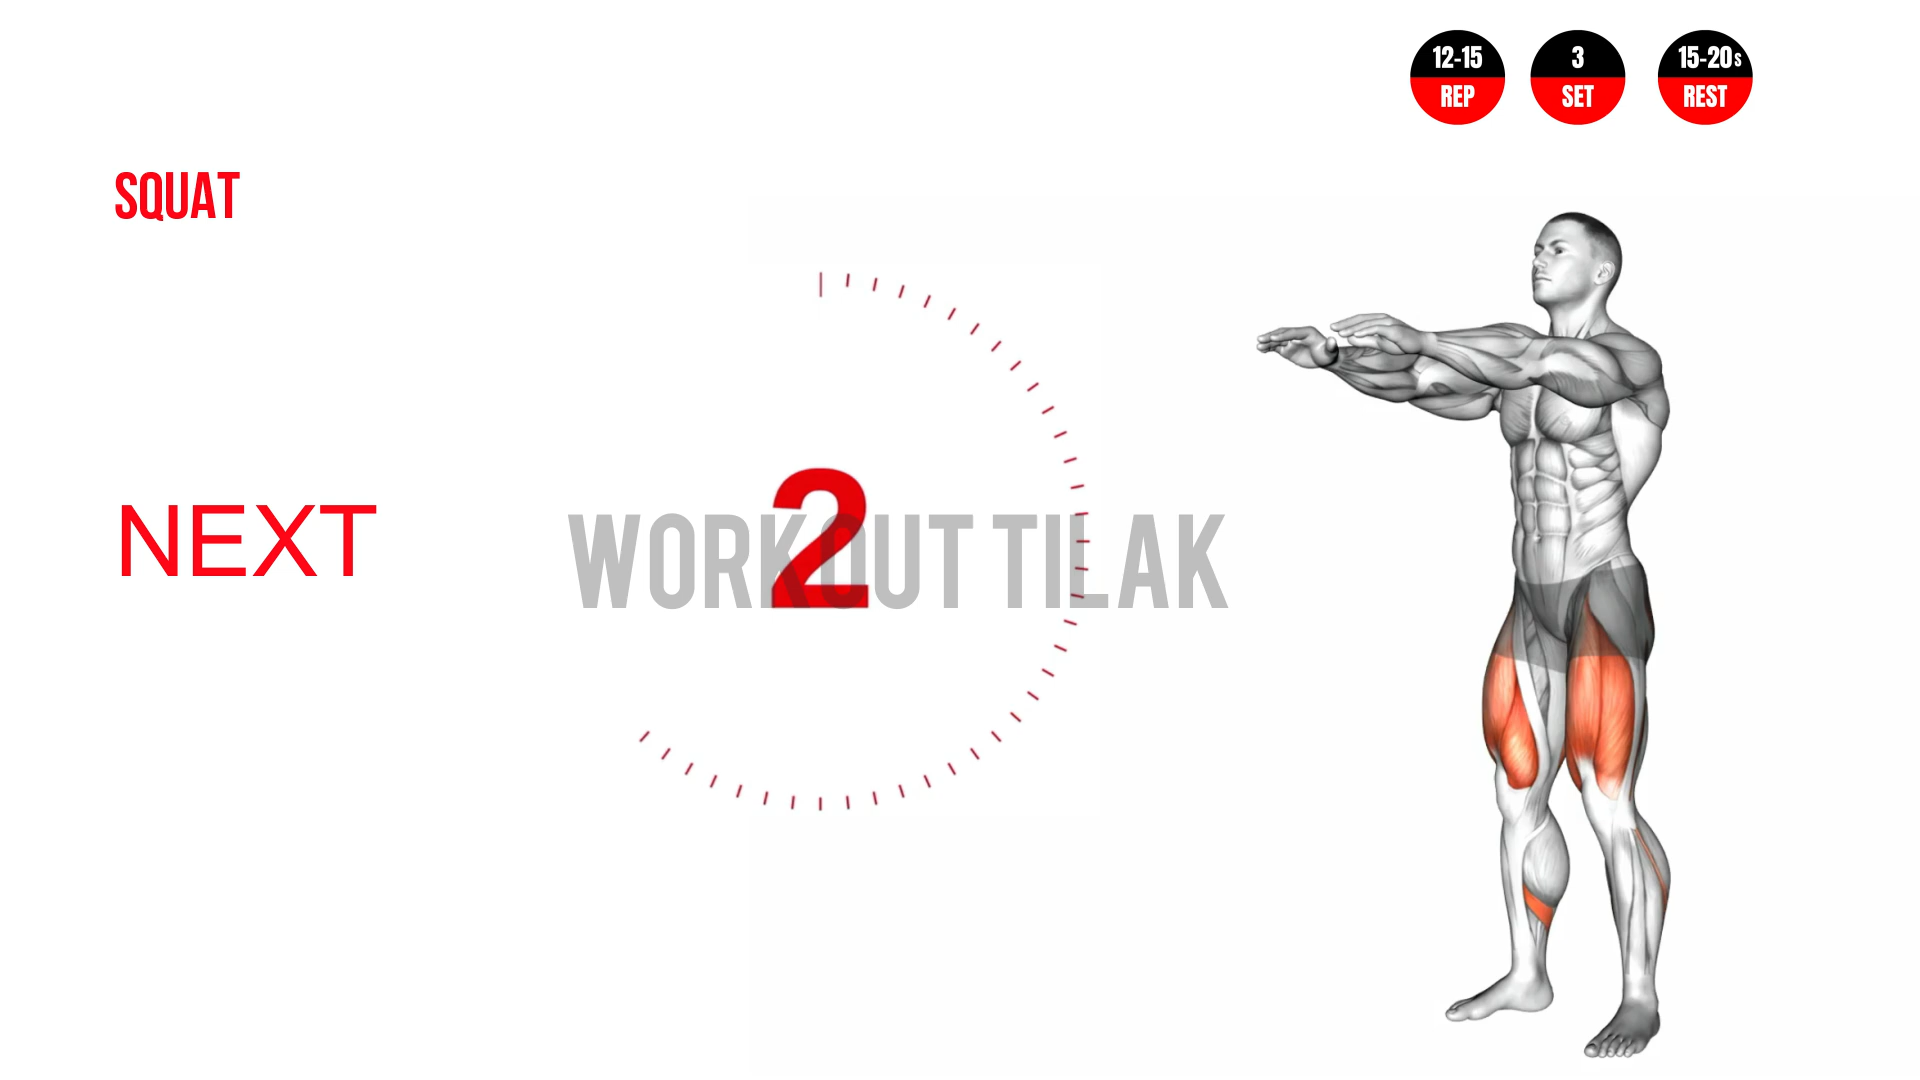 12-15
REP
3
SET
15-20s
REST
SQUAT
NEXT
2
WORKOUT TILAK